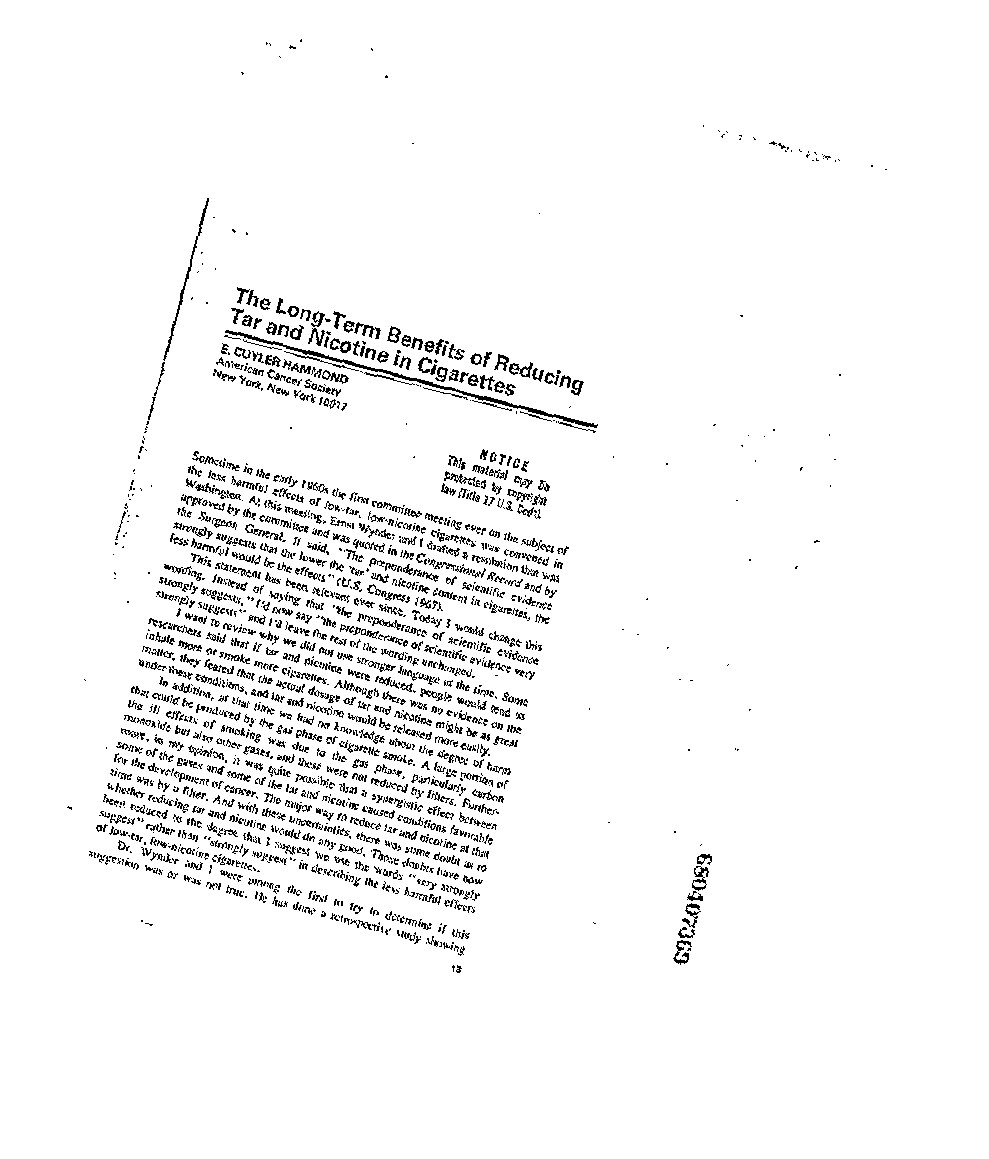 The Long-Term Benefits of Reducing
Tar and Nicotine in Cigarettes
E. CUYLER HAMMOND
American Cancer Society
New York, New York 10017
NOTICE
This material may be
protected by copyright
law (Title 17 U.S. Code).
Sometime in the early 1960s the first committee meeting ever on the subject of
the less harmful effects of low-tar, low-nicotine cigarettes was convened in
Washington. At this meeting, Ernst Wynder and I drafted a resolution that was
approved by the committee and was quoted in the Congressional Record and by
the Surgeon General. It said, "The preponderance of scientific evidence
strongly suggests that the lower the 'tar' and nicotine content in cigarettes, the
less harmful would be the effects" (U.S. Congress 1967).
This statement has been relevant ever since. Today I would change this
wording. Instead of saying that "the preponderance of scientific evidence
strongly suggests," I'd now say "the preponderance of scientific evidence very
strongly suggests" and I'd leave the rest of the wording unchanged.
I want to review why we did not use stronger language at the time. Some
researchers said that if tar and nicotine were reduced, people would tend to
inhale more or smoke more cigarettes. Although there was no evidence on the
matter, they feared that the actual dosage of tar and nicotine might be as great
under these conditions, and tar and nicotine would be released more easily.
In addition, at that time we had no knowledge about the degree of harm
that could be produced by the gas phase of cigarette smoke. A large portion of
the ill effects of smoking was due to the gas phase, particularly carbon
monoxide but also other gases, and these were not reduced by filters. Further-
more, in my opinion, it was quite possible that a synergistic effect between
some of the gases and some of the tar and nicotine caused conditions favorable
for the development of cancer. The major way to reduce tar and nicotine at that
time was by a filter. And with these uncertainties, there was some doubt as to
whether reducing tar and nicotine would do any good. Those doubts have now
been reduced to the degree that I suggest we use the words "very strongly
suggest" rather than "strongly suggest" in describing the less harmful effects
of low-tar, low-nicotine cigarettes.
Dr. Wynder and I were among the first to try to determine if this
suggestion was or was not true. He has done a retrospective study showing
13
680407369